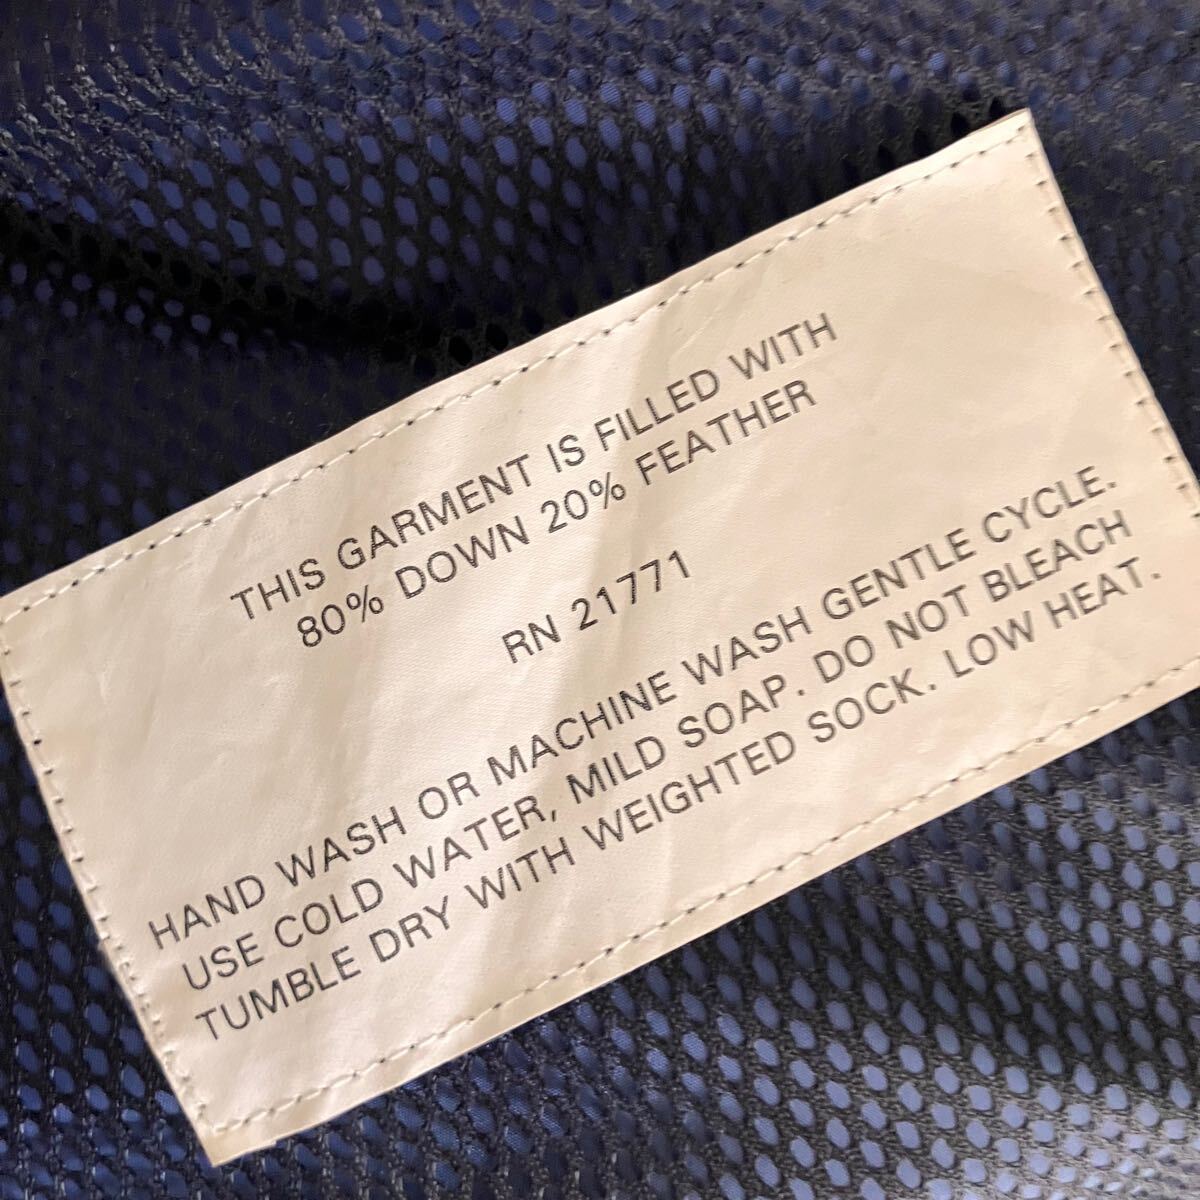 THIS GARMENT IS FILLED WITH
80% DOWN 20% FEATHER
RN 21771
HAND WASH OR MACHINE WASH GENTLE CYCLE.
USE COLD WATER, MILD SOAP. DO NOT BLEACH
TUMBLE DRY WITH WEIGHTED SOCK. LOW HEAT.